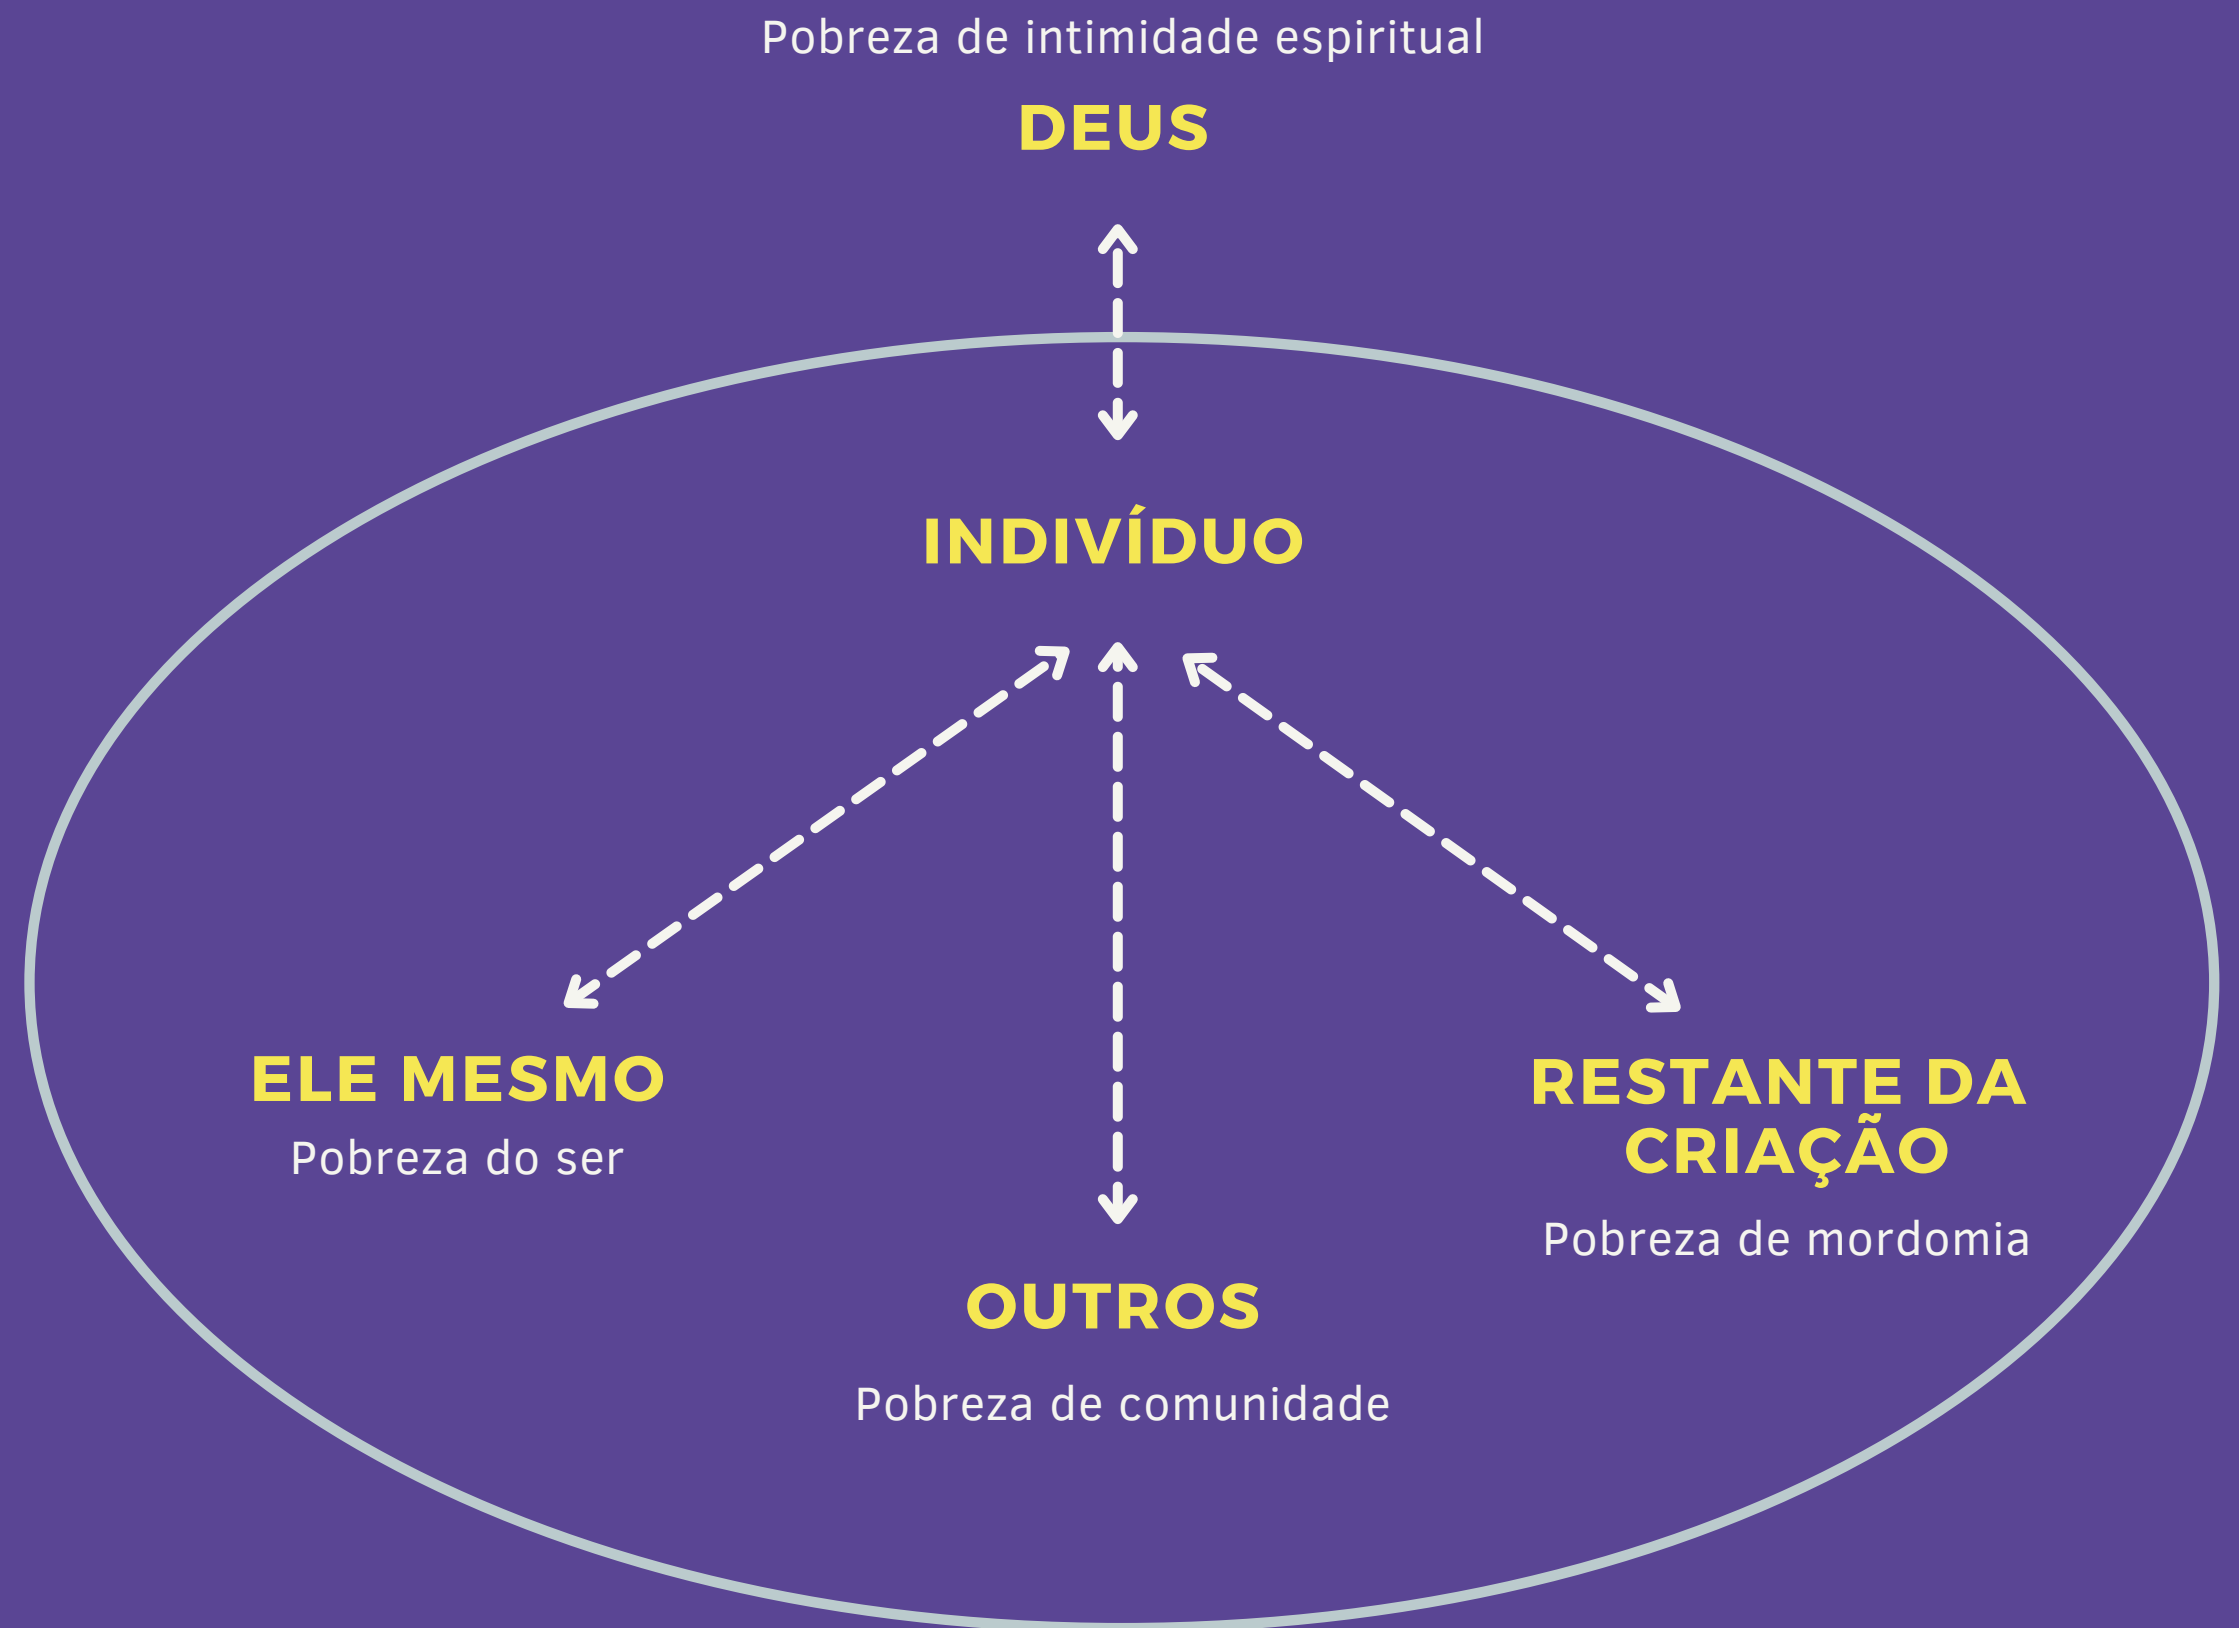 Pobreza de intimidade espiritual
DEUS
INDIVÍDUO
ELE MESMO
Pobreza do ser
OUTROS
Pobreza de comunidade
RESTANTE DA
CRIAÇÃO
Pobreza de mordomia